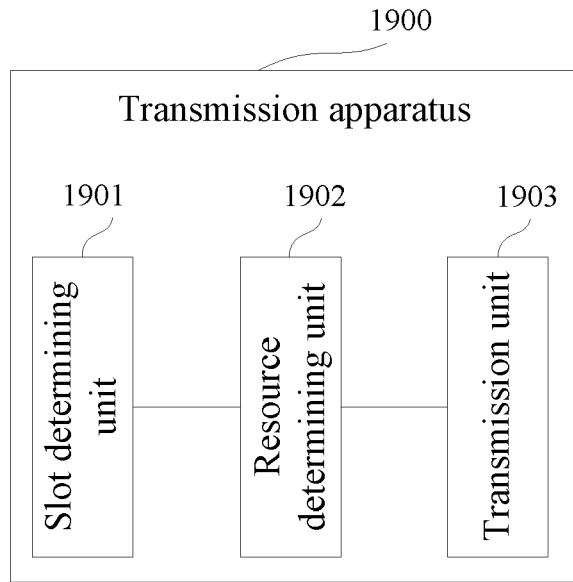 1900
Transmission apparatus
1901
1902
1903
Slot determining
unit
Resource
determining unit
Transmission unit